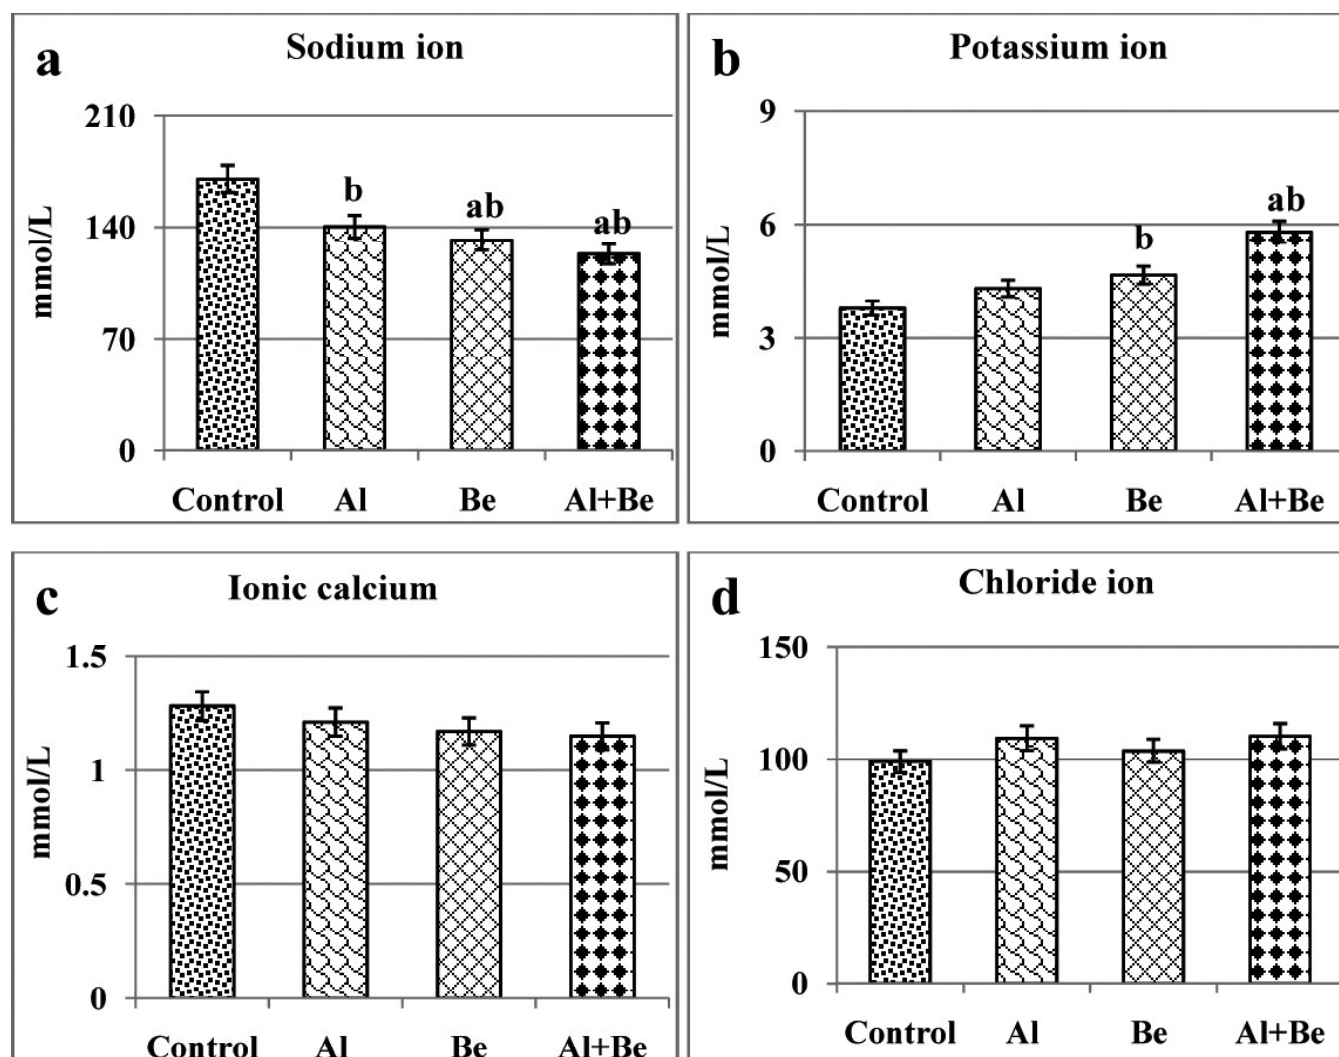 a
Sodium ion
210
140
70
0
mmol/L
b
ab
ab
Control Al Be Al+Be
b
Potassium ion
9
6
3
0
mmol/L
b
ab
Control Al Be Al+Be
c
Ionic calcium
1.5
1
0.5
0
mmol/L
Control Al Be Al+Be
d
Chloride ion
150
100
50
0
mmol/L
Control Al Be Al+Be